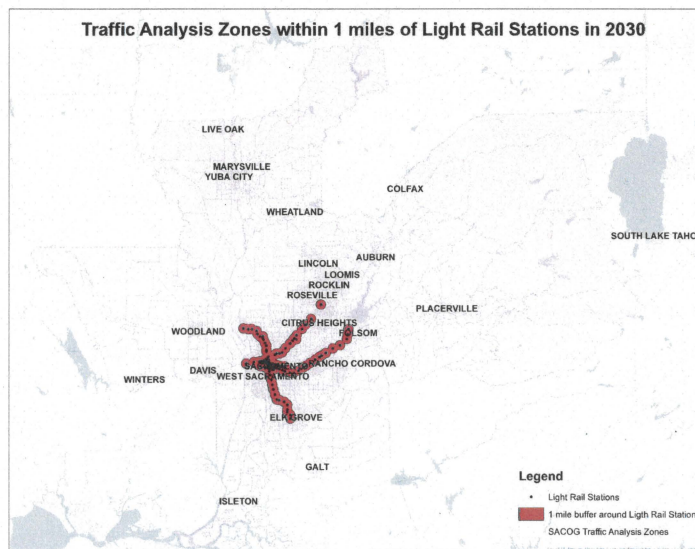 Traffic Analysis Zones within 1 miles of Light Rail Stations in 2030
LIVE OAK
MARYSVILLE
YUBA CITY
COLFAX
WHEATLAND
SOUTH LAKE TAHO
AUBURN
LINCOLN
LOOMIS
ROCKLIN
ROSEVILLE
PLACERVILLE
CITRUS HEIGHTS
WOODLAND
FOLSOM
SACRAMENTO
RANCHO CORDOVA
DAVIS
WEST SACRAMENTO
WINTERS
ELK GROVE
GALT
ISLETON
Legend
Light Rail Stations
1 mile buffer around Ligth Rail Station
SACOG Traffic Analysis Zones